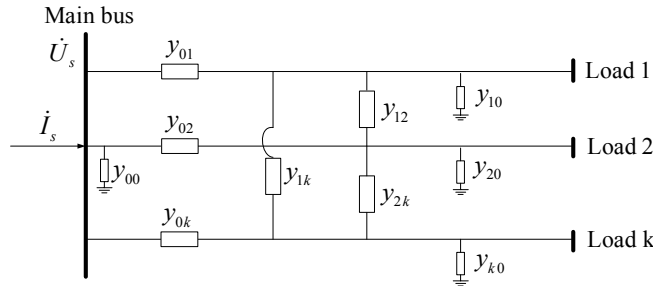 Main bus
U̇s
y01
Load 1
y10
y12
İs
y02
Load 2
y00
y1k
y20
y2k
y0k
Load k
yk0